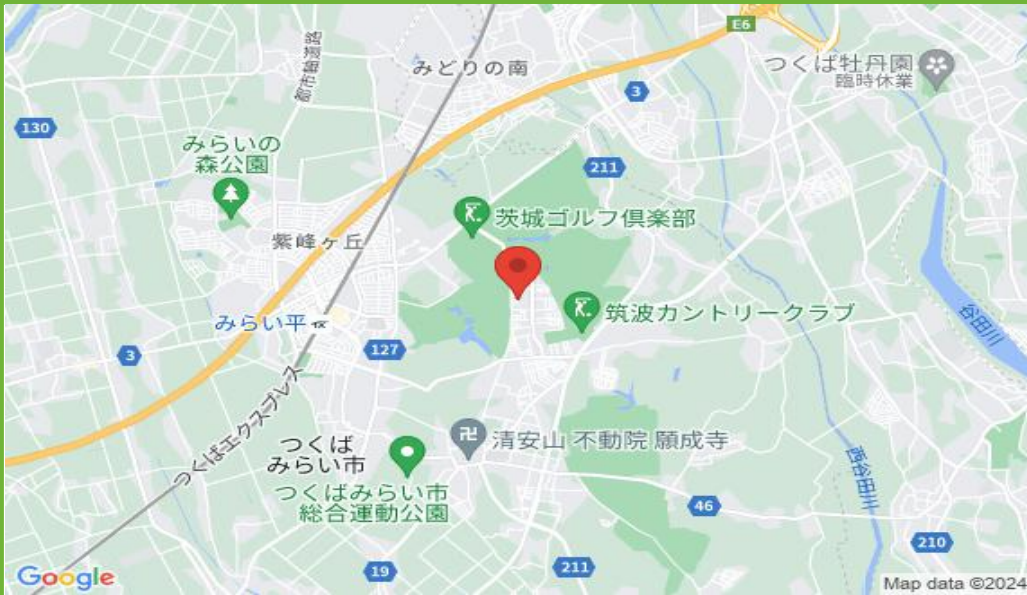 E6
都市軸道路
みどりの南
つくば牡丹園
臨時休業
3
130
みらいの
森公園
211
茨城ゴルフ倶楽部
紫峰ヶ丘
筑波カントリークラブ
みらい平
谷田川
3
127
つくばエクスプレス
清安山 不動院 願成寺
つくば
みらい市
つくばみらい市
総合運動公園
西谷田川
46
210
19
211
Google
Map data ©2024